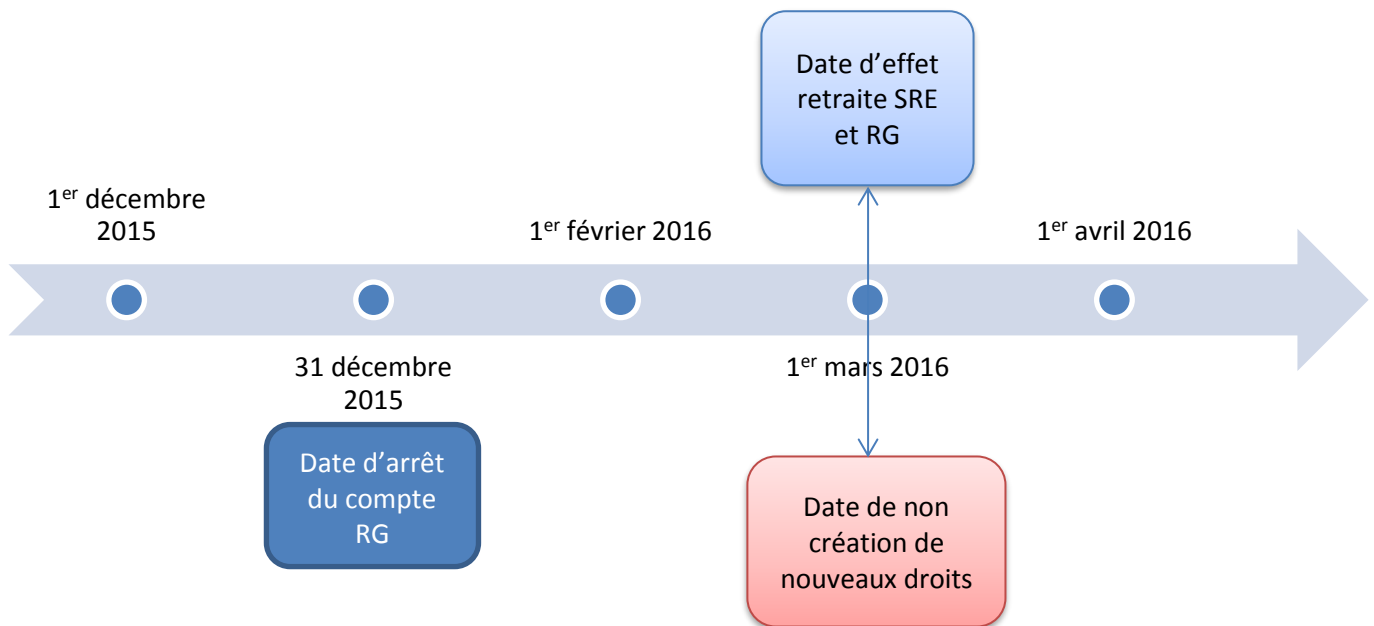 Date d’effet
retraite SRE
et RG
1er décembre
2015
1er février 2016
1er avril 2016
31 décembre
2015
1er mars 2016
Date d’arrêt
du compte
RG
Date de non
création de
nouveaux droits